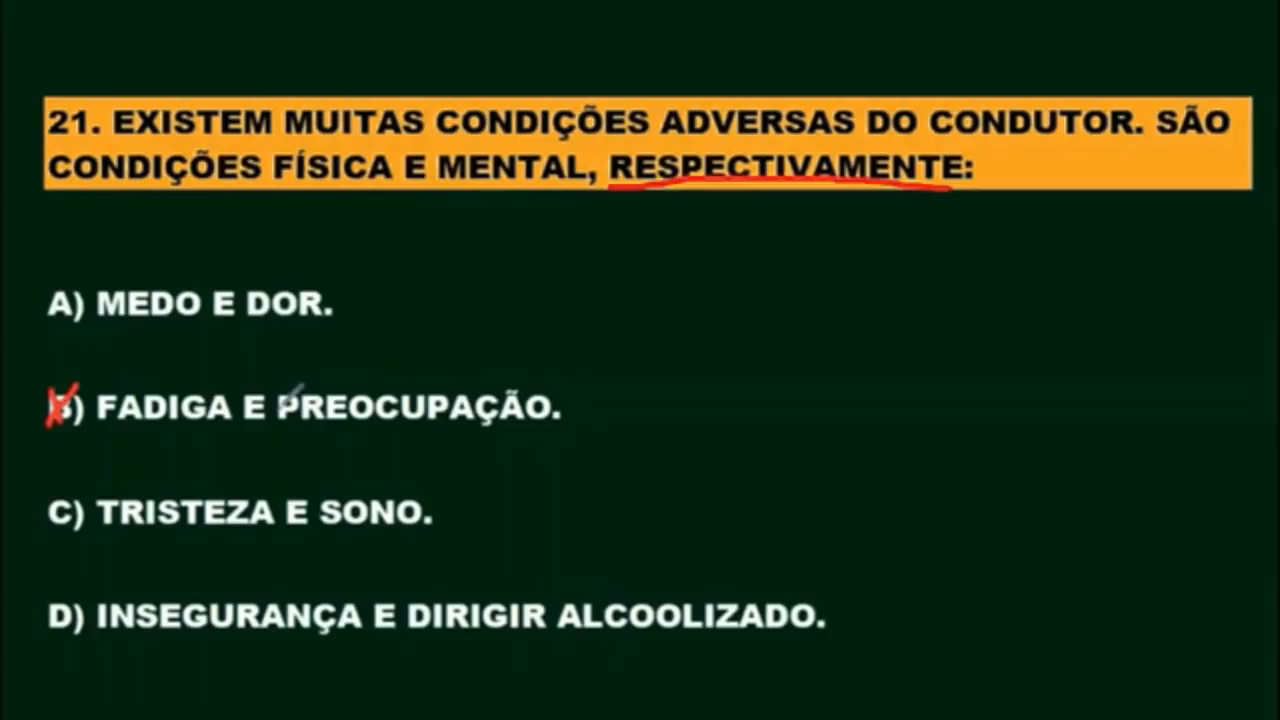 21. EXISTEM MUITAS CONDIÇÕES ADVERSAS DO CONDUTOR. SÃO
CONDIÇÕES FÍSICA E MENTAL, RESPECTIVAMENTE:
A) MEDO E DOR.
B) FADIGA E PREOCUPAÇÃO.
C) TRISTEZA E SONO.
D) INSEGURANÇA E DIRIGIR ALCOOLIZADO.